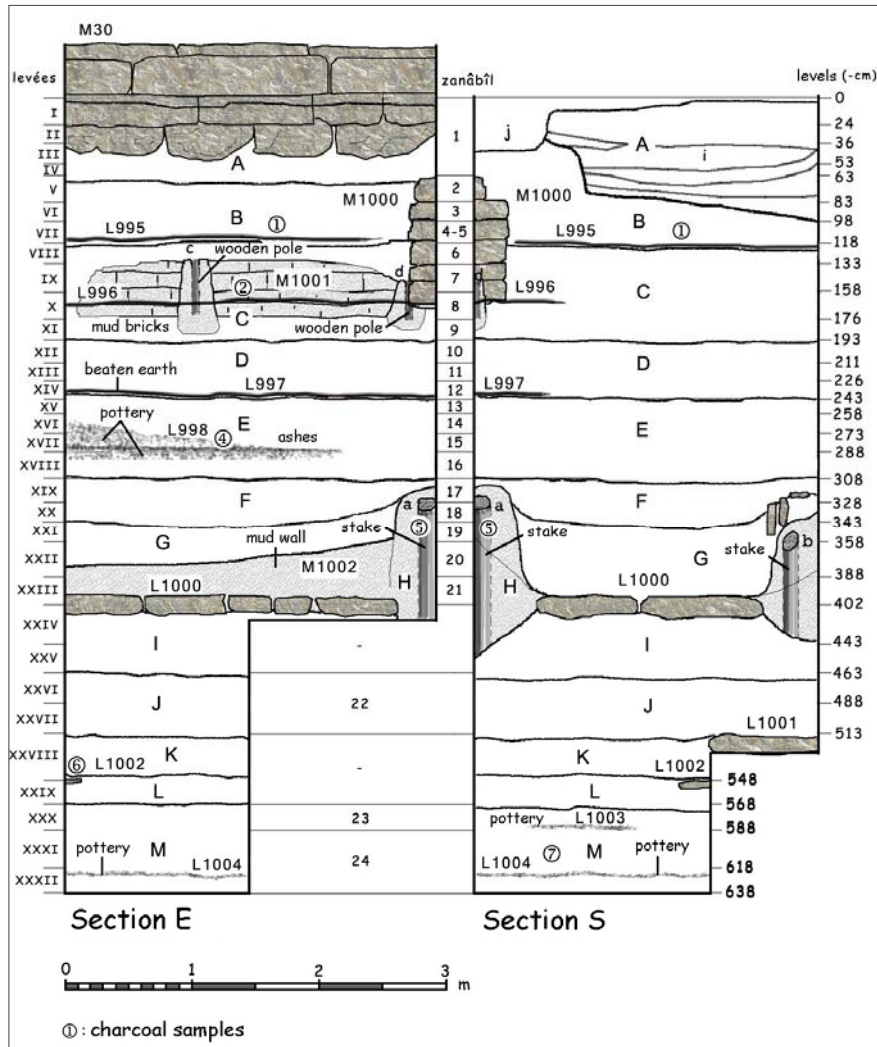 M30
levées zanâbîl levels (-cm)
0
I
24
II 1 j A 36
III i 53
IV A 63
V 2 83
M1000 M1000
VI B 3 B 98
L995 ① L995 ①
VII 4-5 118
VIII c wooden pole 6 133
IX M1001 d 7 C
L996 ② L996 158
X C 8 176
XI mud bricks wooden pole 9 193
XII D 10 D 211
XIII 11 226
beaten earth L997 L997
XIV 12 243
XV 13 258
XVI pottery E 14 E 273
L998 ④ ashes
XVII 15 288
XVIII 16 308
XIX F 17 F 328
XX a 18 a 343
XXI stake ⑤ 19 ⑤ stake b 358
G mud wall G stake
XXII M1002 20 388
XXIII L1000 H 21 H L1000 402
XXIV I - I 443
XXV 463
XXVI J 22 J 488
XXVII L1001 513
XXVIII K - K
⑥ L1002 L1002 548
XXIX L L 568
XXX 23 pottery L1003 588
XXXI M 24 M
pottery L1004 L1004 ⑦ pottery 618
XXXII 638
Section E Section S
0 1 2 3
m
① : charcoal samples